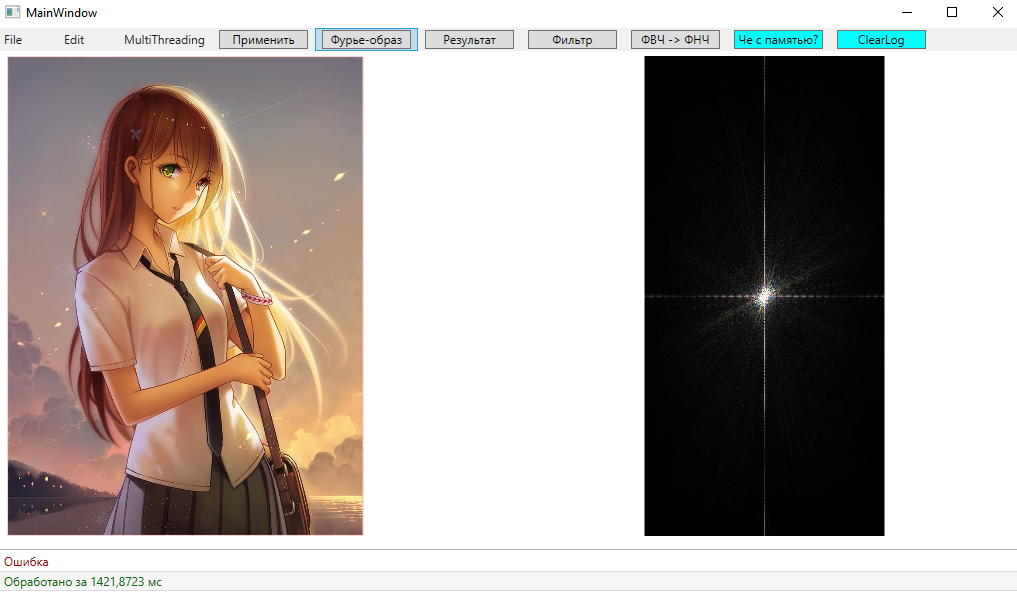 MainWindow
File Edit MultiThreading Применить Фурье-образ Результат Фильтр ФВЧ -> ФНЧ Че с памятью? ClearLog
Ошибка
Обработано за 1421,8723 мс